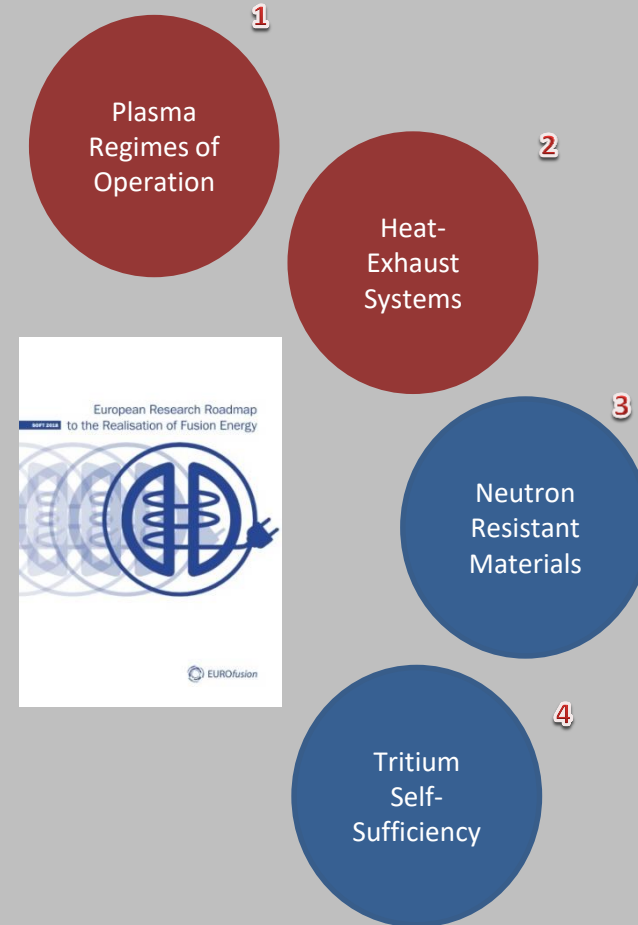 1
Plasma
Regimes of
Operation
2
Heat-
Exhaust
Systems
European Research Roadmap
SOFT 2018 to the Realisation of Fusion Energy
EUROfusion
3
Neutron
Resistant
Materials
4
Tritium
Self-
Sufficiency